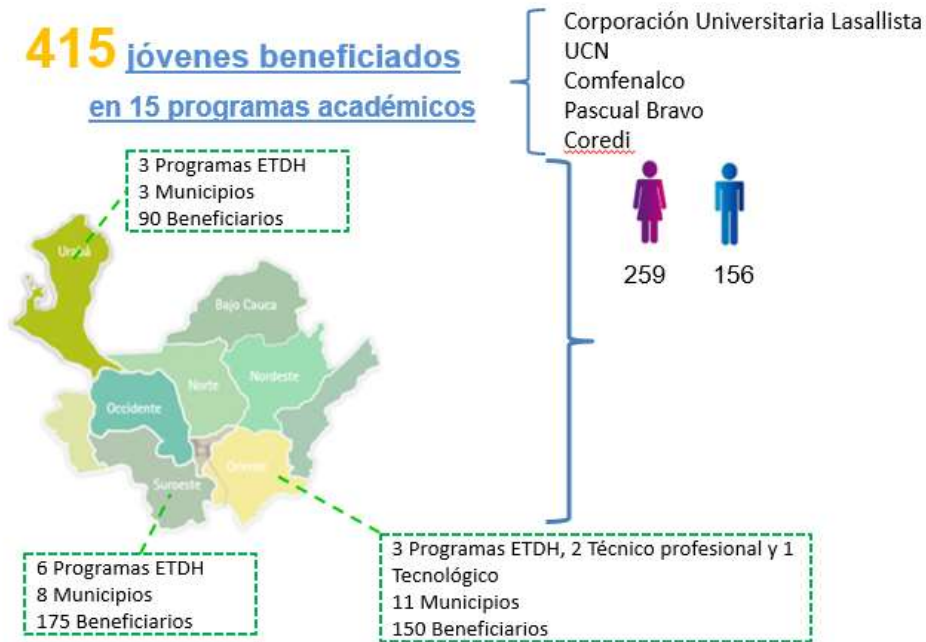 415 jóvenes beneficiados
en 15 programas académicos
Corporación Universitaria Lasallista
UCN
Comfenalco
Pascual Bravo
Coredi
3 Programas ETDH
3 Municipios
90 Beneficiarios
259
156
Urabá
Bajo Cauca
Norte
Nordeste
Occidente
Oriente
Suroeste
6 Programas ETDH
8 Municipios
175 Beneficiarios
3 Programas ETDH, 2 Técnico profesional y 1
Tecnológico
11 Municipios
150 Beneficiarios